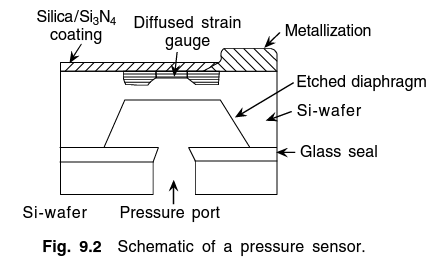 Silica/Si₃N₄
coating
Diffused strain
gauge
Metallization
Etched diaphragm
Si-wafer
Glass seal
Si-wafer
Pressure port
Fig. 9.2 Schematic of a pressure sensor.